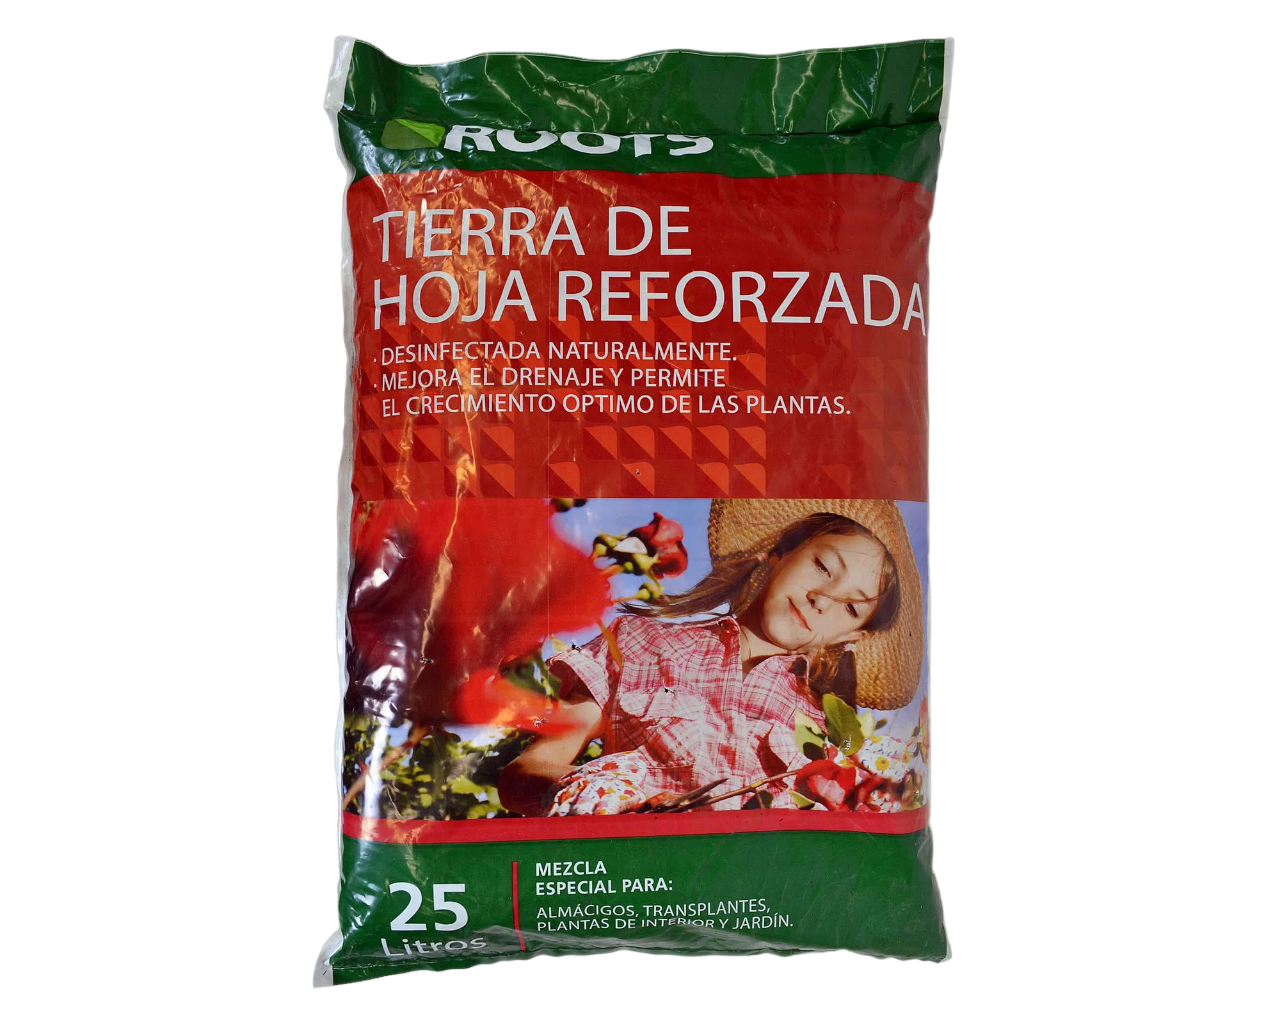 ROOTS
TIERRA DE
HOJA REFORZADA
· DESINFECTADA NATURALMENTE.
· MEJORA EL DRENAJE Y PERMITE
EL CRECIMIENTO OPTIMO DE LAS PLANTAS.
25
Litros
MEZCLA
ESPECIAL PARA:
ALMÁCIGOS, TRANSPLANTES,
PLANTAS DE INTERIOR Y JARDÍN.